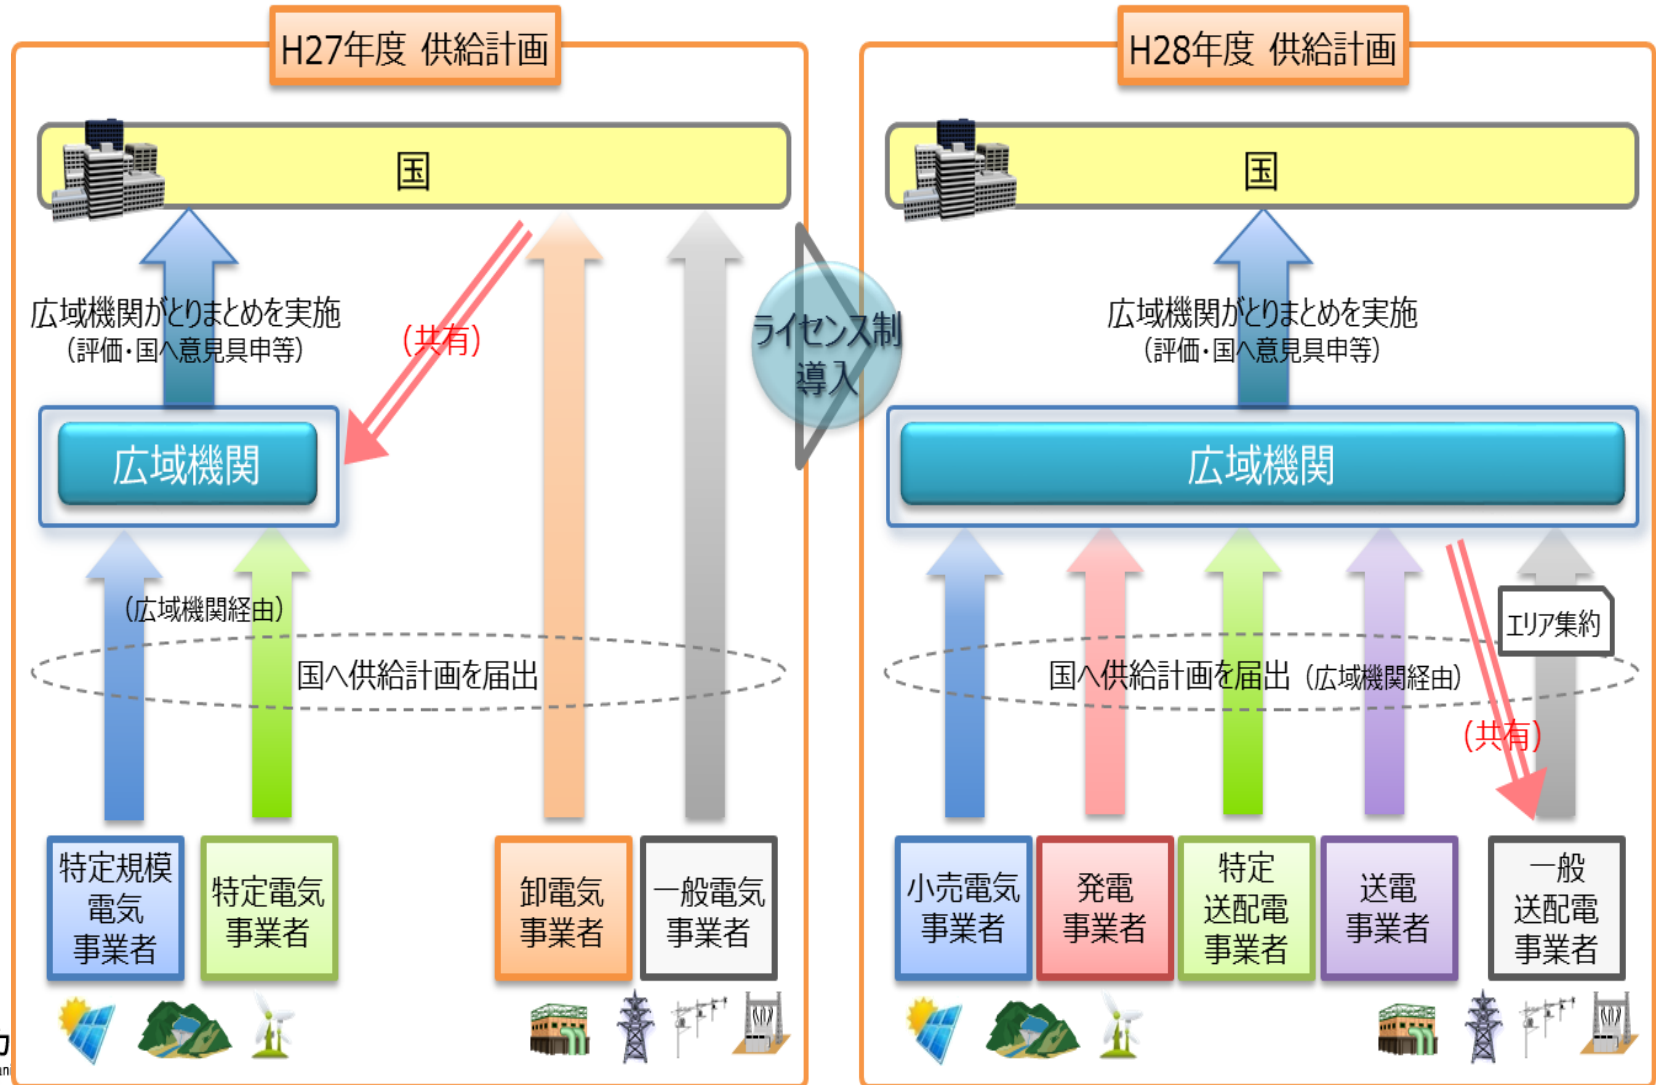 H27年度 供給計画
国
広域機関がとりまとめを実施
（評価・国へ意見具申等）
（共有）
広域機関
（広域機関経由）
国へ供給計画を届出
特定規模
電気
事業者
特定電気
事業者
卸電気
事業者
一般電気
事業者
ライセンス制
導入
H28年度 供給計画
国
広域機関がとりまとめを実施
（評価・国へ意見具申等）
広域機関
エリア集約
国へ供給計画を届出（広域機関経由）
（共有）
小売電気
事業者
発電
事業者
特定
送配電
事業者
送電
事業者
一般
送配電
事業者